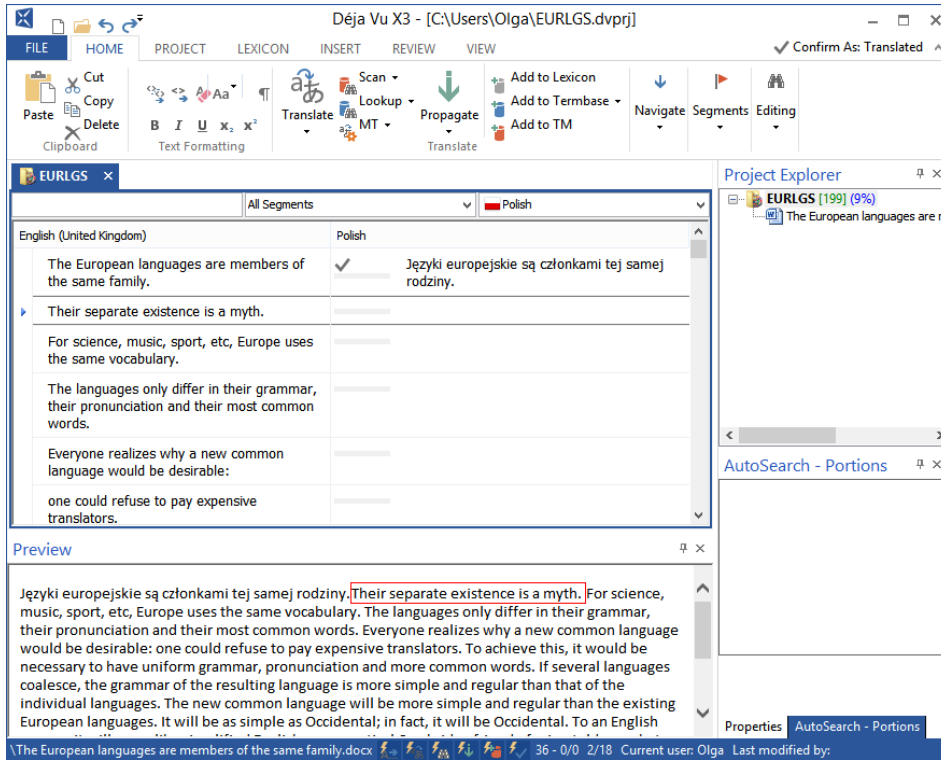 Déja Vu X3 - [C:\Users\Olga\EURLGS.dvprj]
FILE HOME PROJECT LEXICON INSERT REVIEW VIEW Confirm As: Translated
Paste
Cut
Copy
Delete
Clipboard
Aa
B I U x₂ x²
Text Formatting
Translate
Scan
Lookup
MT
Propagate
Add to Lexicon
Add to Termbase
Add to TM
Translate
Navigate Segments Editing
EURLGS
All Segments Polish
English (United Kingdom) Polish
The European languages are members of
the same family.
Języki europejskie są członkami tej samej
rodziny.
Their separate existence is a myth.
For science, music, sport, etc, Europe uses
the same vocabulary.
The languages only differ in their grammar,
their pronunciation and their most common
words.
Everyone realizes why a new common
language would be desirable:
one could refuse to pay expensive
translators.
Project Explorer
EURLGS [199] (9%)
The European languages are
AutoSearch - Portions
Properties AutoSearch - Portions
Preview
Języki europejskie są członkami tej samej rodziny. Their separate existence is a myth. For science,
music, sport, etc, Europe uses the same vocabulary. The languages only differ in their grammar,
their pronunciation and their most common words. Everyone realizes why a new common language
would be desirable: one could refuse to pay expensive translators. To achieve this, it would be
necessary to have uniform grammar, pronunciation and more common words. If several languages
coalesce, the grammar of the resulting language is more simple and regular than that of the
individual languages. The new common language will be more simple and regular than the existing
European languages. It will be as simple as Occidental; in fact, it will be Occidental. To an English
\The European languages are members of the same family.docx 36 - 0/0 2/18 Current user: Olga Last modified by: